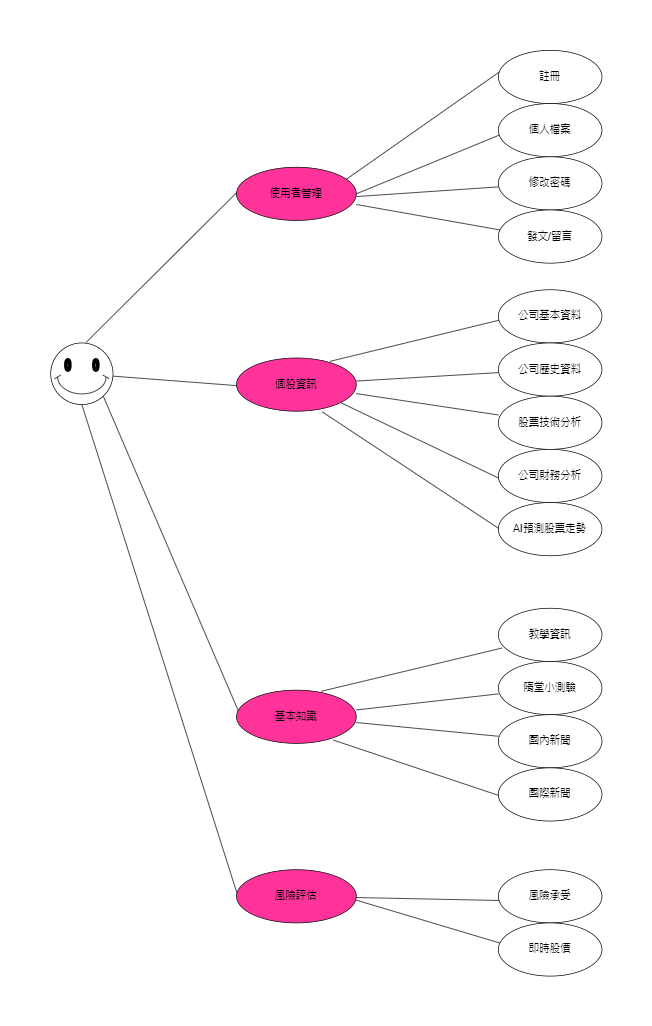 註冊
個人檔案
修改密碼
發文/留言
使用者管理
公司基本資料
公司歷史資料
股票技術分析
公司財務分析
AI預測股票走勢
個股資訊
教學資訊
隨堂小測驗
國內新聞
國際新聞
基本知識
風險承受
即時股價
風險評估